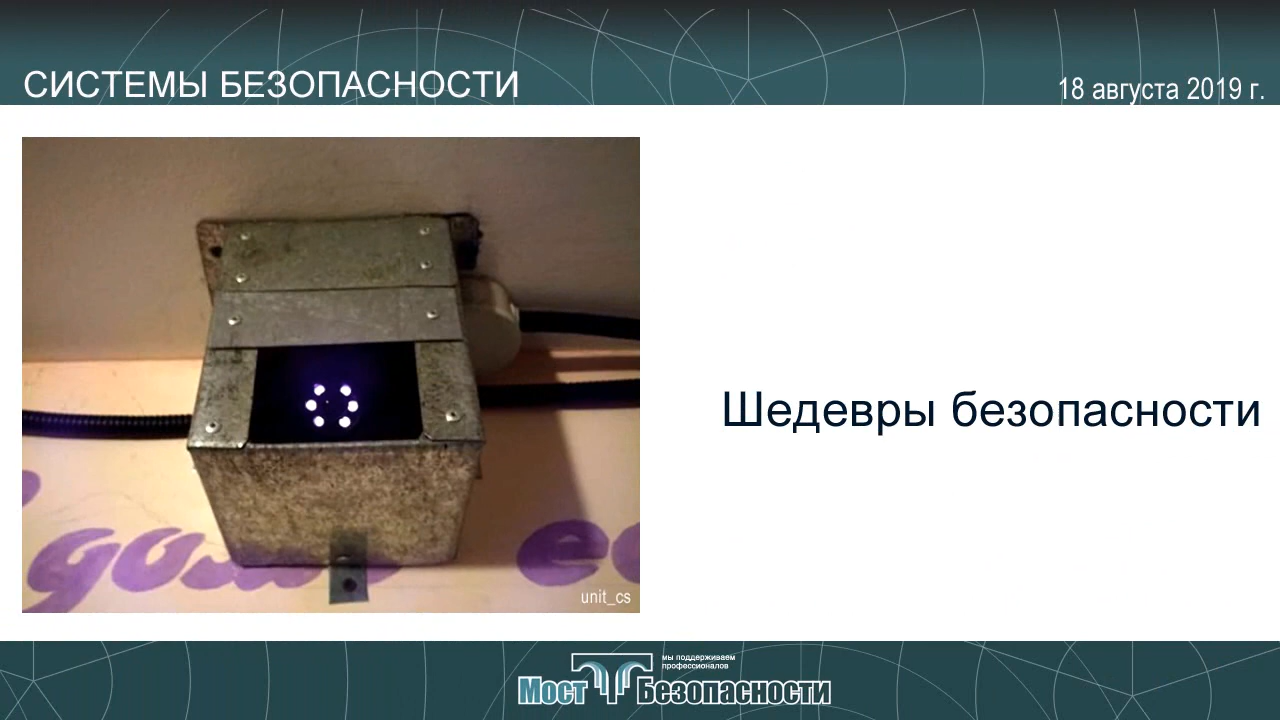 СИСТЕМЫ БЕЗОПАСНОСТИ
18 августа 2019 г.
Шедевры безопасности
unit_cs
мы поддерживаем
профессионалов
Мост Безопасности